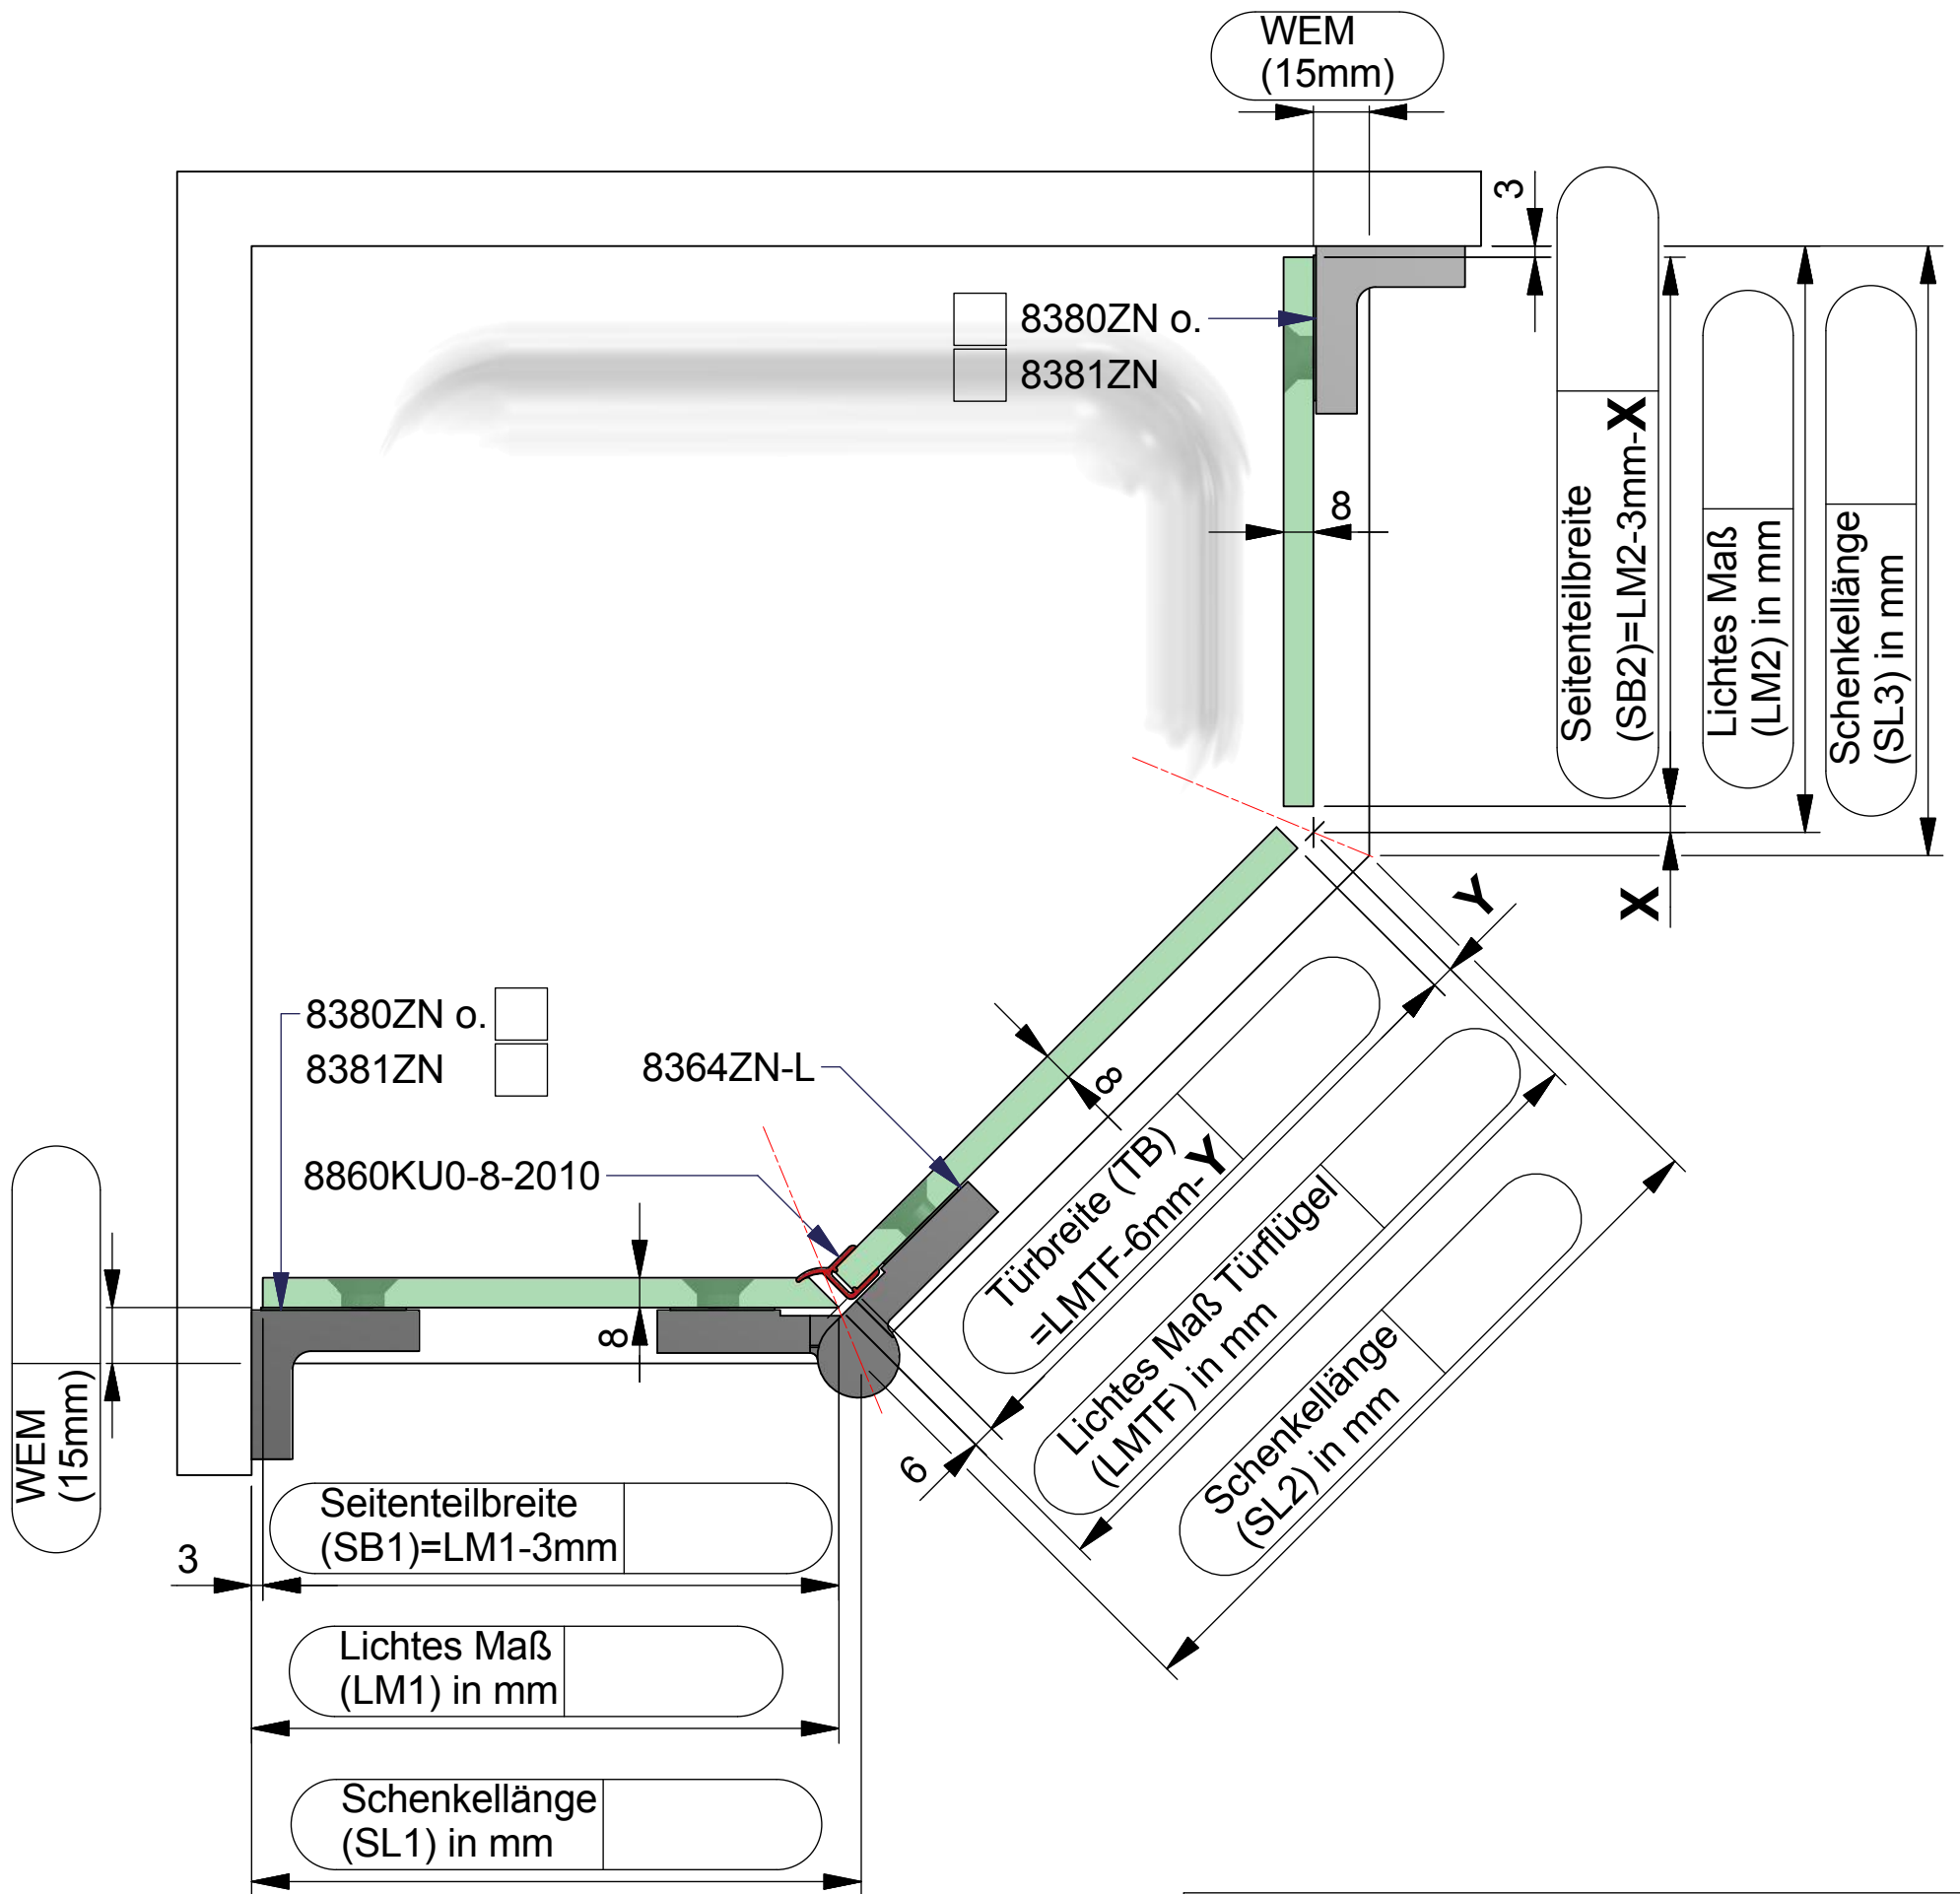 WEM
(15mm)
3
8380ZN o.
8381ZN
8
Seitenteilbreite
(SB2)=LM2-3mm-X
Lichtes Maß
(LM2) in mm
Schenkellänge
(SL3) in mm
X
Y
8380ZN o.
8381ZN
8364ZN-L
8860KU0-8-2010
8
8
Türbreite (TB)
=LMTF-6mm-Y
Lichtes Maß Türflügel
(LMTF) in mm
Schenkellänge
(SL2) in mm
6
WEM
(15mm)
3
Seitenteilbreite
(SB1)=LM1-3mm
Lichtes Maß
(LM1) in mm
Schenkellänge
(SL1) in mm